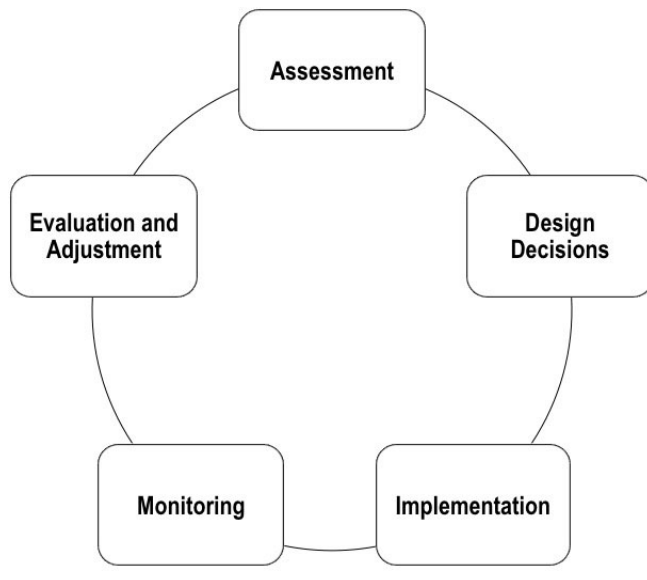 Assessment
Design
Decisions
Implementation
Monitoring
Evaluation and
Adjustment